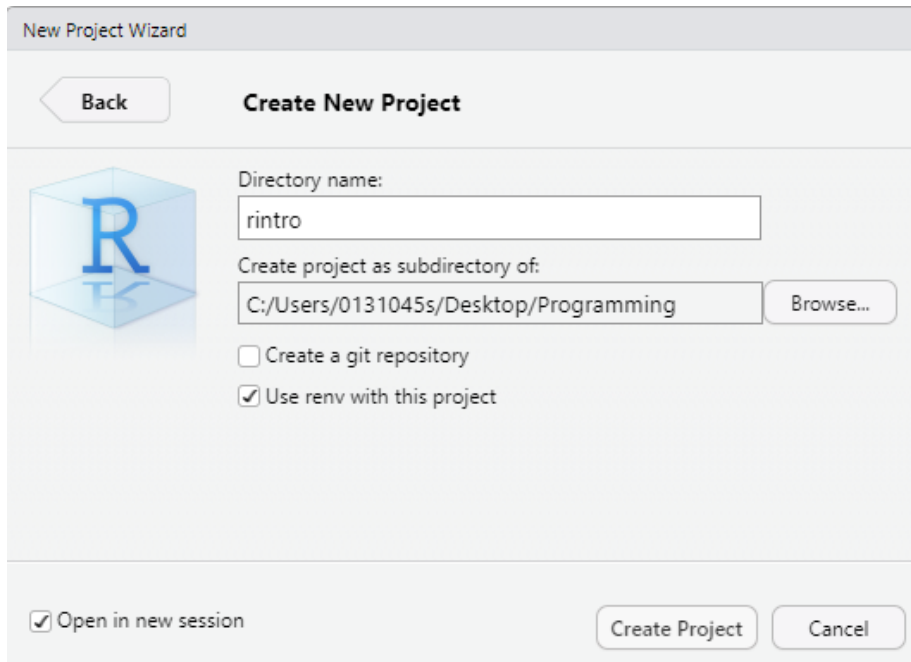 New Project Wizard
Back
Create New Project
R
Directory name:
rintro
Create project as subdirectory of:
C:/Users/0131045s/Desktop/Programming
Browse...
Create a git repository
Use renv with this project
Open in new session
Create Project
Cancel